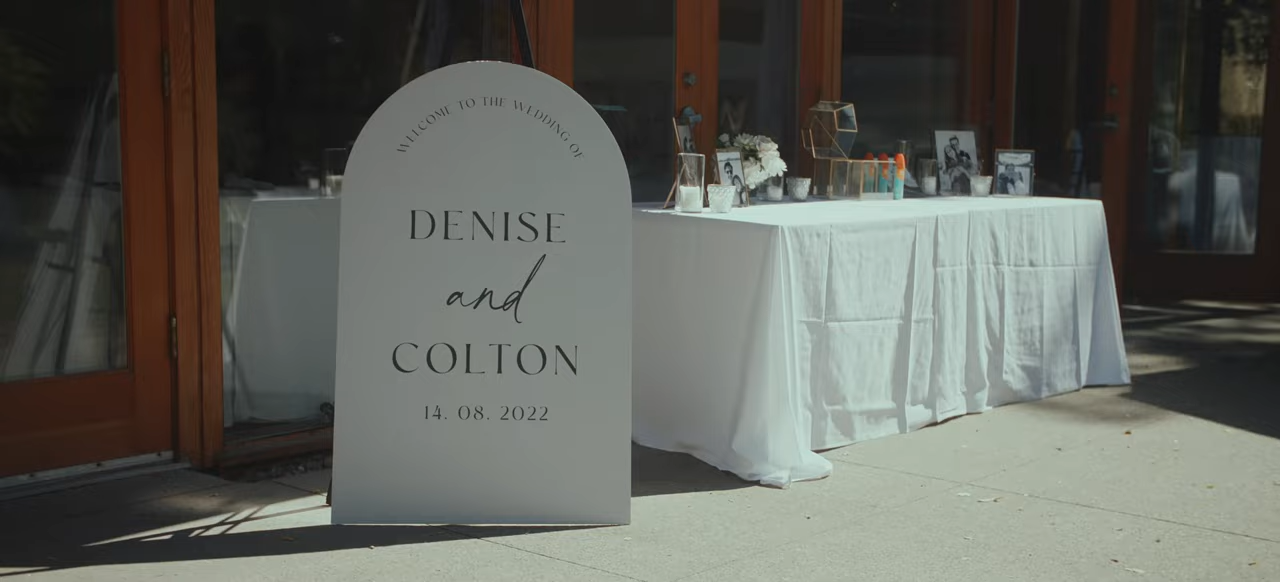 WELCOME TO THE WEDDING OF
DENISE
and
COLTON
14. 08. 2022